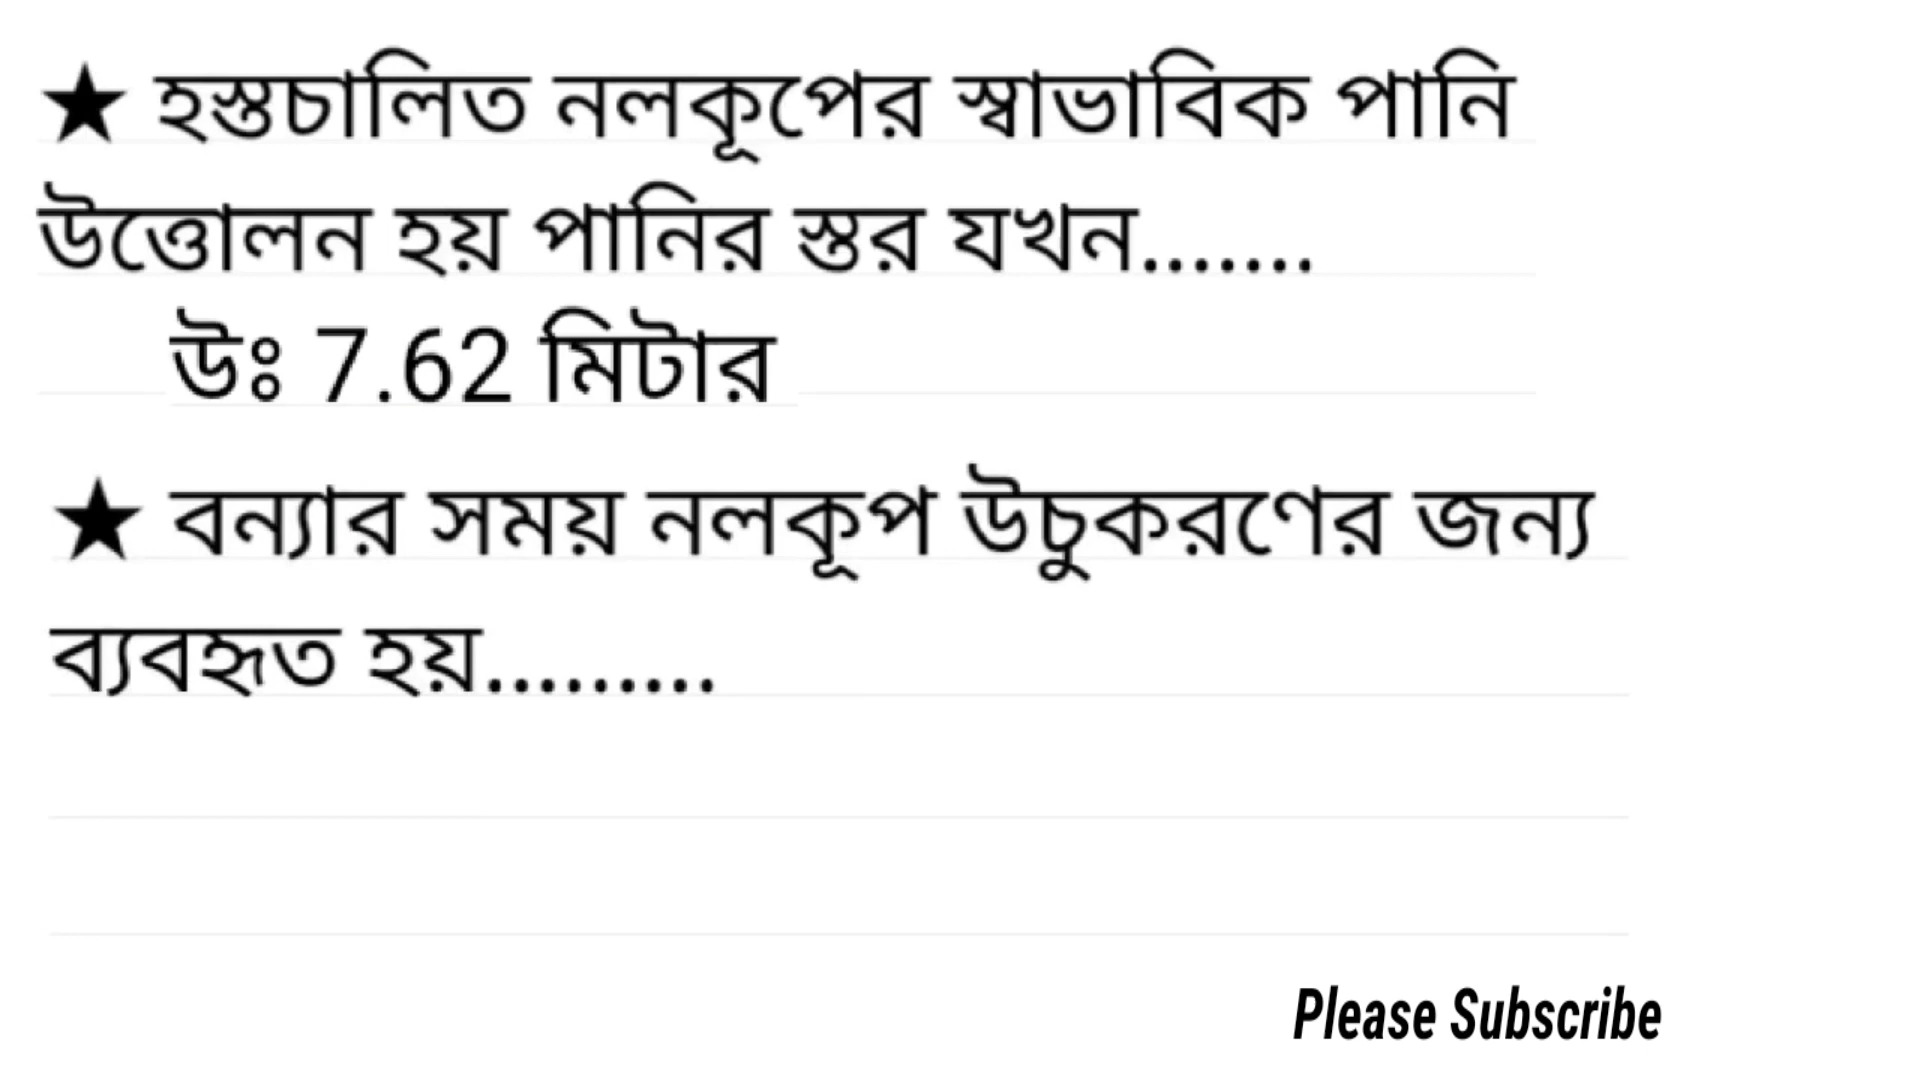 ★ হস্তচালিত নলকূপের স্বাভাবিক পানি
উত্তোলন হয় পানির স্তর যখন.......
উঃ 7.62 মিটার
★ বন্যার সময় নলকূপ উচুকরণের জন্য
ব্যবহৃত হয়.........
Please Subscribe